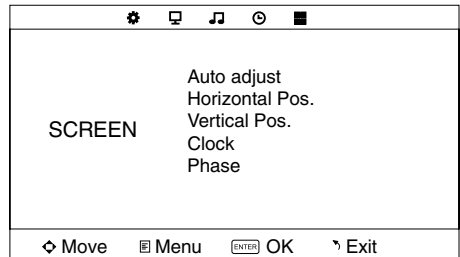 Auto adjust
Horizontal Pos.
Vertical Pos.
SCREEN
Clock
Phase
Move Menu ENTER OK Exit